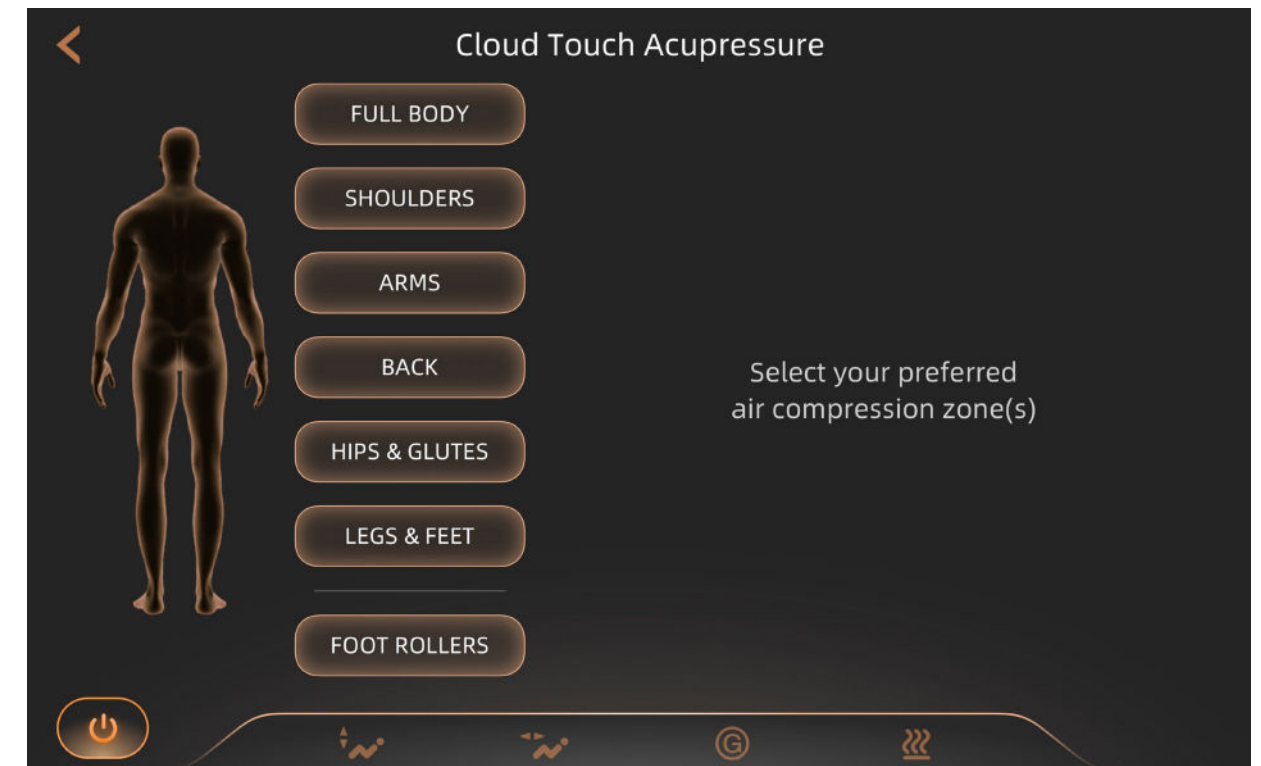 Cloud Touch Acupressure
FULL BODY
SHOULDERS
ARMS
BACK
HIPS & GLUTES
LEGS & FEET
FOOT ROLLERS
Select your preferred
air compression zone(s)
G